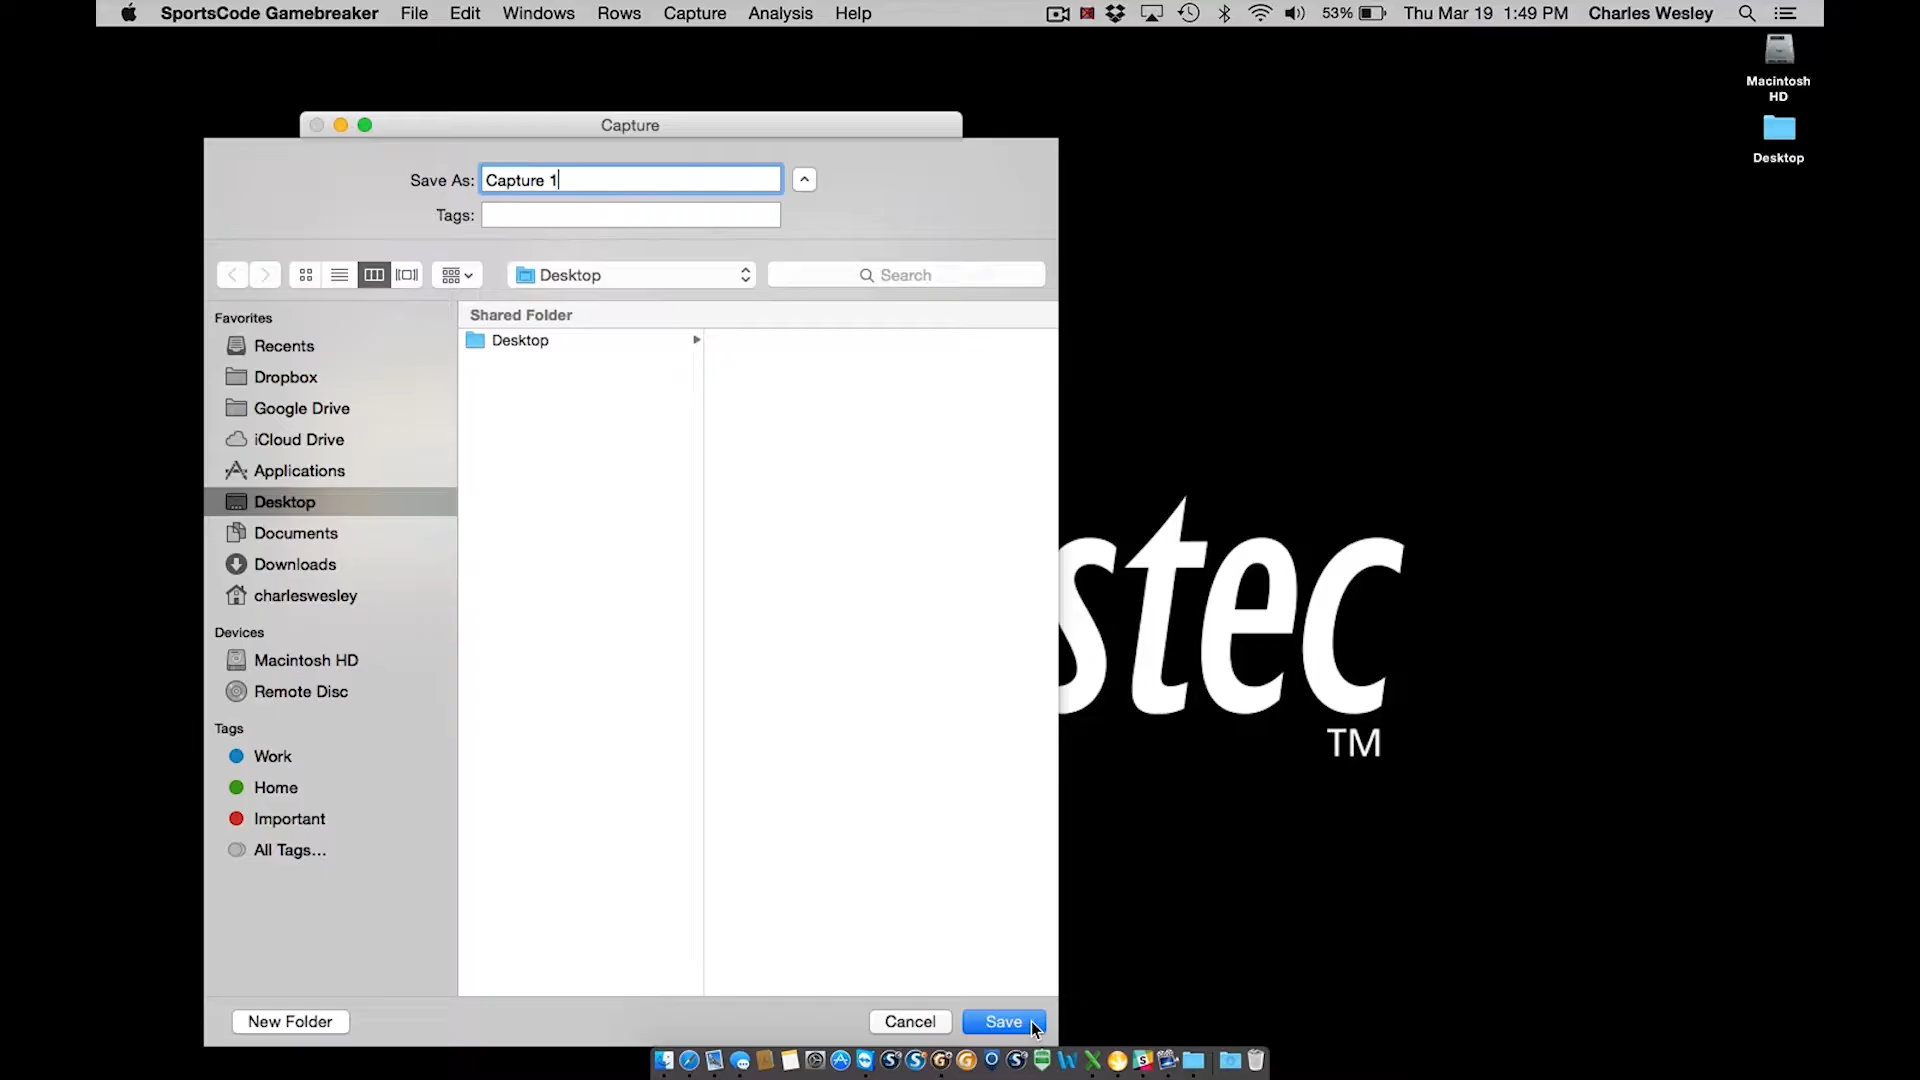 SportsCode Gamebreaker File Edit Windows Rows Capture Analysis Help 53% Thu Mar 19 1:49 PM Charles Wesley
Macintosh
HD
Desktop
Capture
Save As: Capture 1
Tags:
Desktop Search
Favorites
Recents
Dropbox
Google Drive
iCloud Drive
Applications
Desktop
Documents
Downloads
charleswesley
Devices
Macintosh HD
Remote Disc
Tags
Work
Home
Important
All Tags...
Shared Folder
Desktop
stec
TM
New Folder Cancel Save